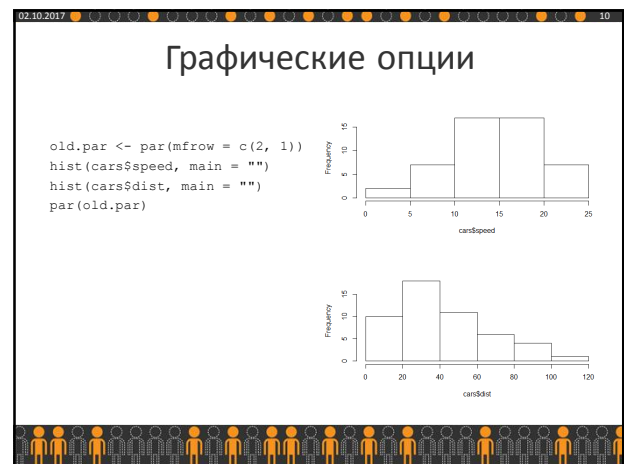 02.10.2017 10
Графические опции
old.par <- par(mfrow = c(2, 1))
hist(cars$speed, main = "")
hist(cars$dist, main = "")
par(old.par)
Frequency
15
10
5
0
0 5 10 15 20 25
cars$speed
Frequency
15
10
5
0
0 20 40 60 80 100 120
cars$dist